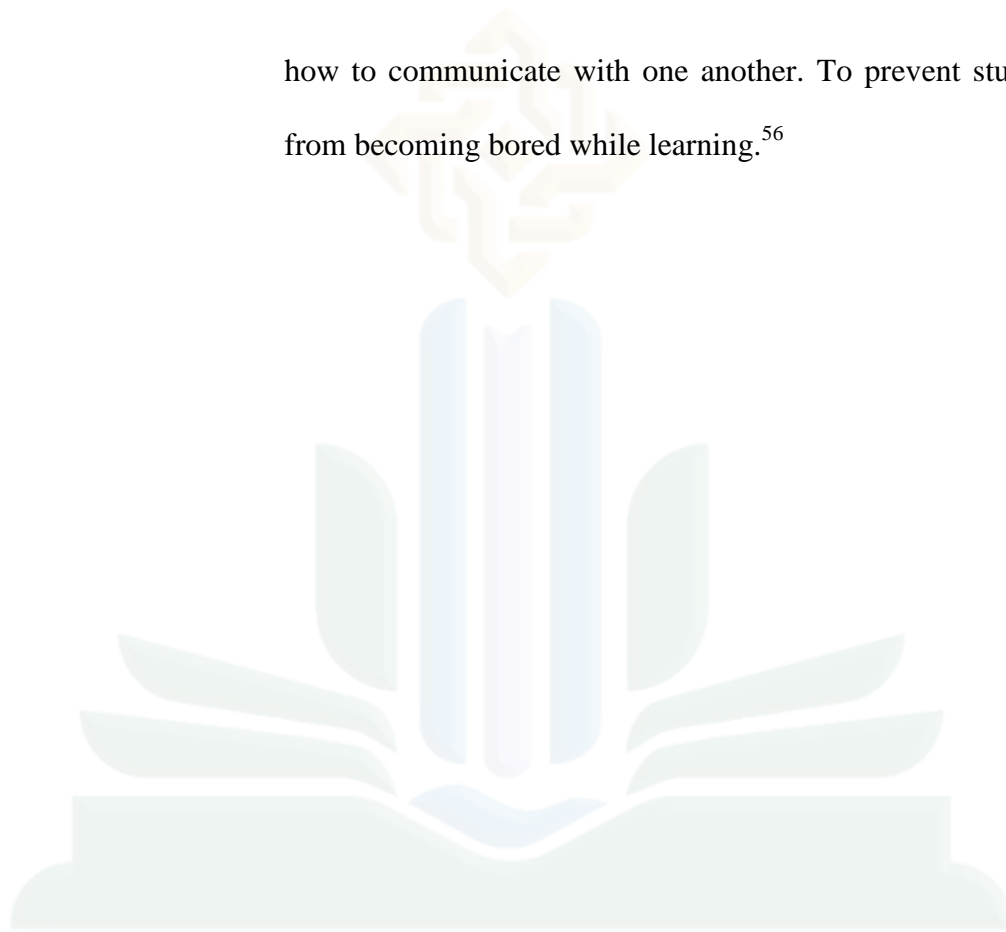 how to communicate with one another. To prevent stu
from becoming bored while learning.56